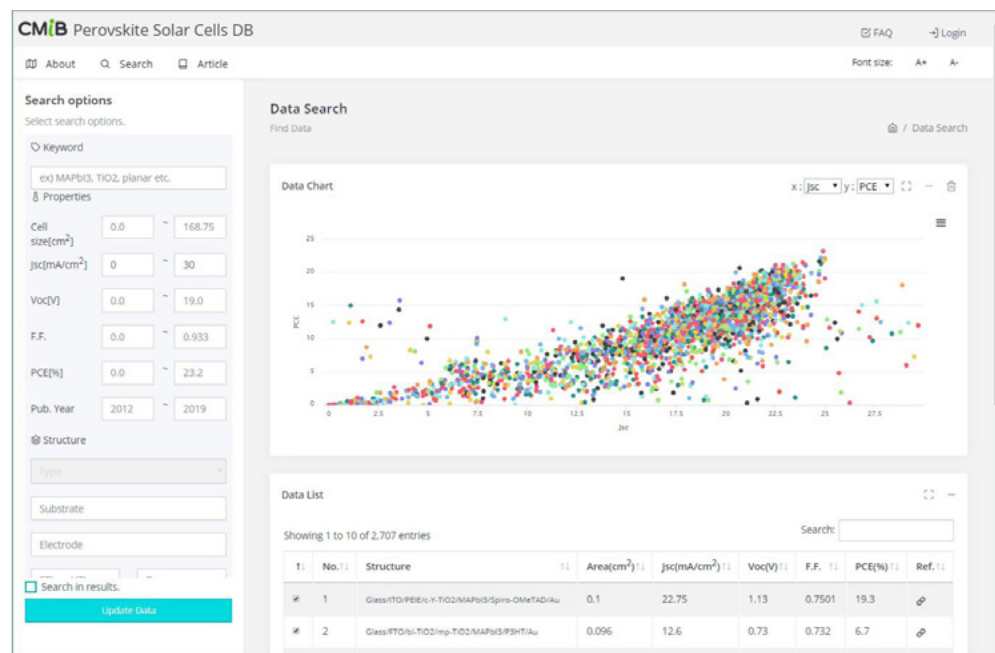 CMiB Perovskite Solar Cells DB
FAQ
Login
About
Search
Article
Font size:
A+
A-
Search options
Select search options.
Keyword
ex) MAPbI3, TiO2, planar etc.
Properties
Cell size[cm2]
0.0 ~ 168.75
Jsc[mA/cm2]
0 ~ 30
Voc[V]
0.0 ~ 19.0
F.F.
0.0 ~ 0.933
PCE[%]
0.0 ~ 23.2
Pub. Year
2012 ~ 2019
Structure
Type
Substrate
Electrode
Search in results.
Update Data
Data Search
Find Data
/ Data Search
Data Chart
x: Jsc y: PCE
25
20
15
10
5
0
PCE
0 2.5 5 7.5 10 12.5 15 17.5 20 22.5 25 27.5
Jsc
Data List
Showing 1 to 10 of 2,707 entries
Search:
No. Structure Area(cm2) Jsc(mA/cm2) Voc(V) F.F. PCE(%) Ref.
1 Glass/ITO/PEIE/c-Y-TiO2/MAPbI3/Spiro-OMeTAD/Au 0.1 22.75 1.13 0.7501 19.3
2 Glass/FTO/bl-TiO2/mp-TiO2/MAPbI3/P3HT/Au 0.096 12.6 0.73 0.732 6.7